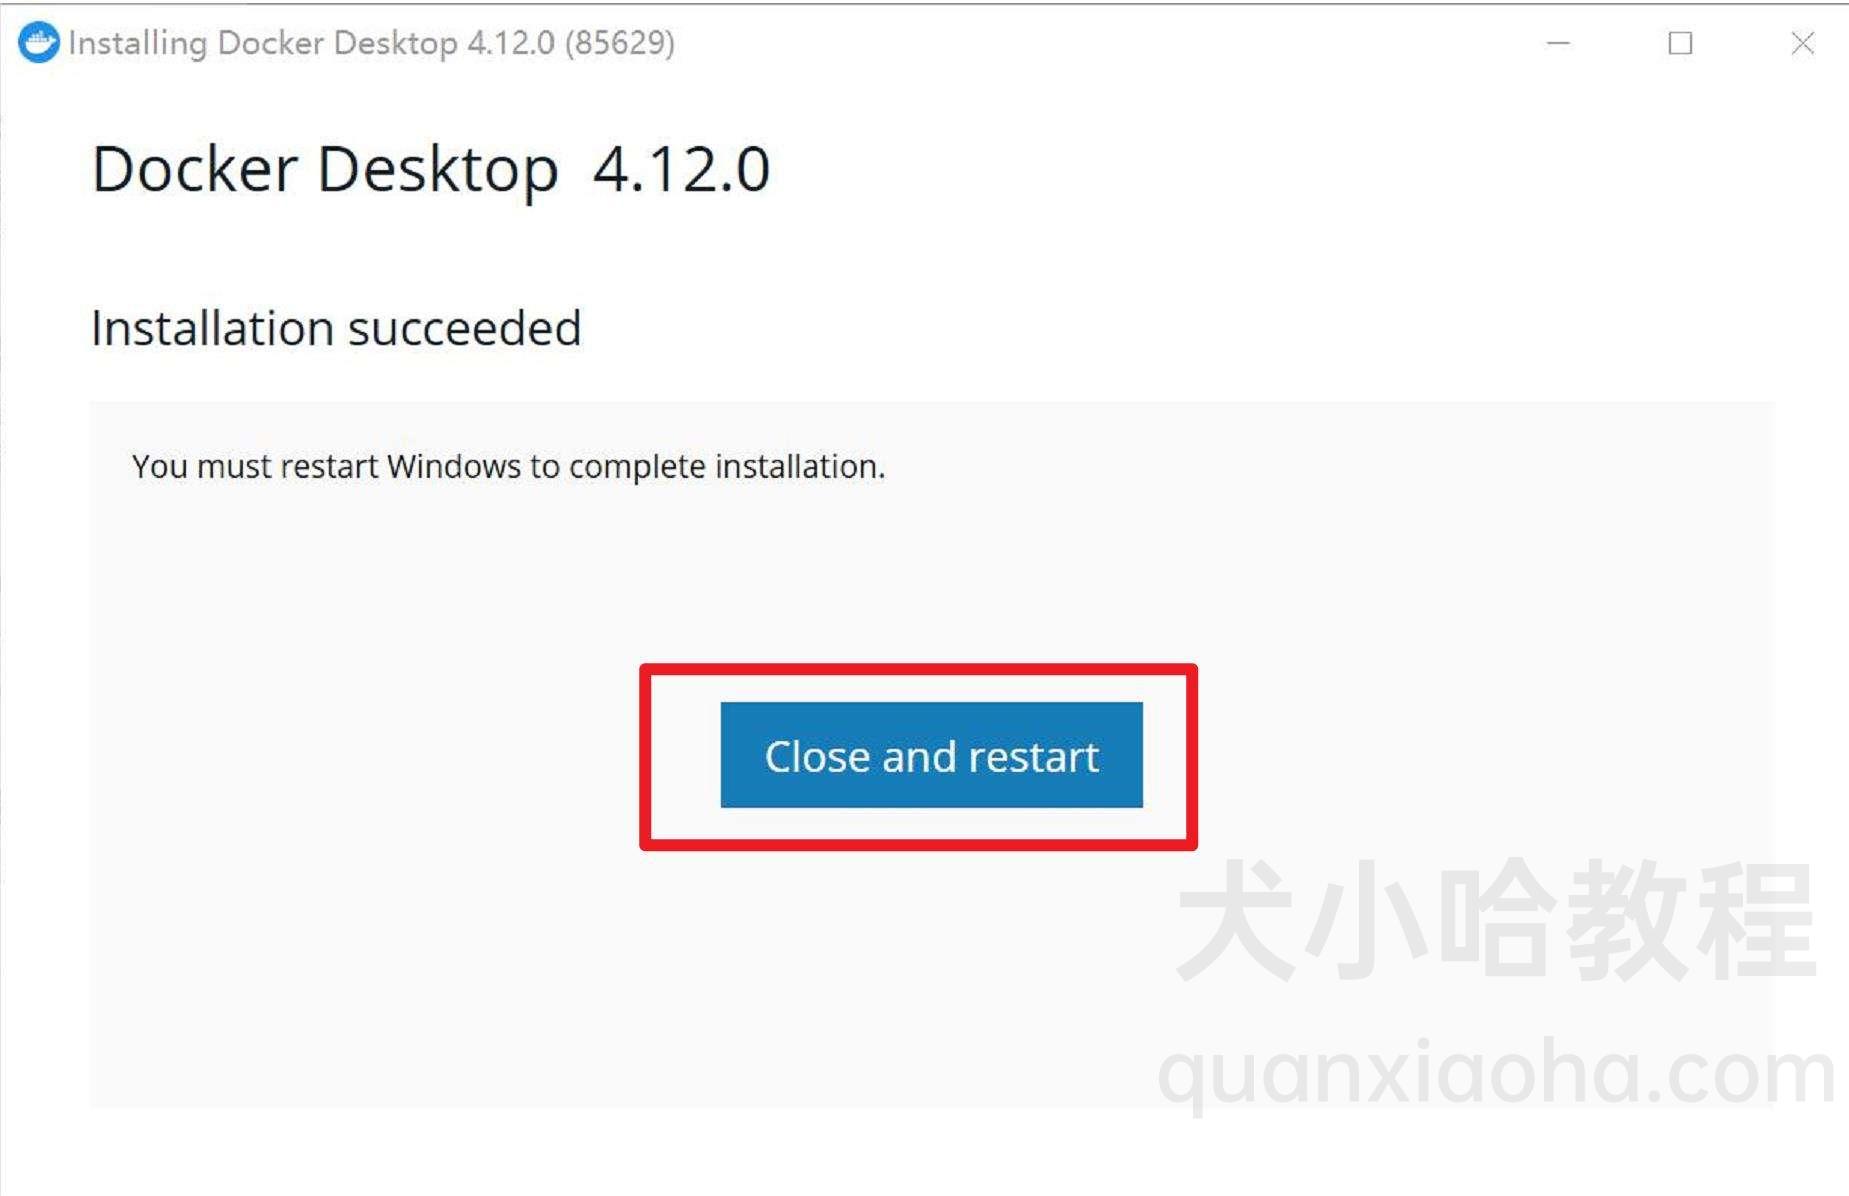 Installing Docker Desktop 4.12.0 (85629)
Docker Desktop 4.12.0
Installation succeeded
You must restart Windows to complete installation.
Close and restart
犬小哈教程
quanxiaoha.com